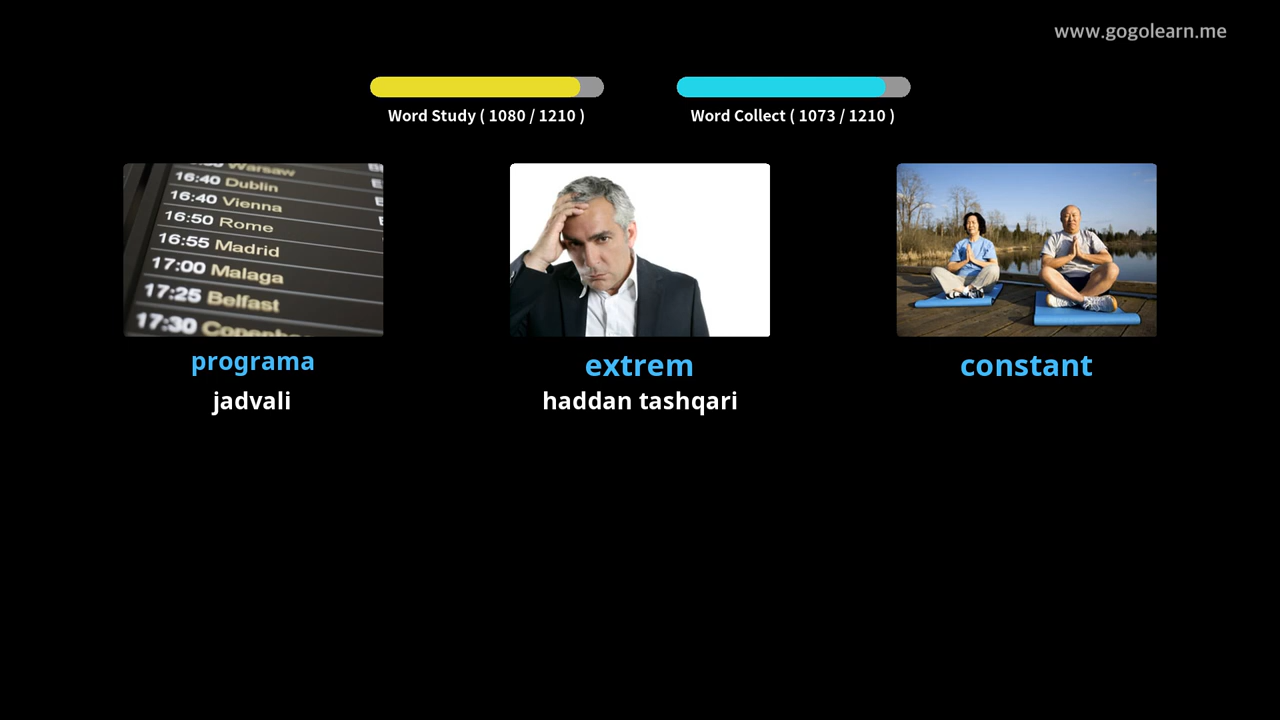 www.gogolearn.me
Word Study ( 1080 / 1210 )
Word Collect ( 1073 / 1210 )
Warsaw
16:40 Dublin
16:40 Vienna
16:50 Rome
16:55 Madrid
17:00 Malaga
17:25 Belfast
17:30
programa
extrem
constant
jadvali
haddan tashqari